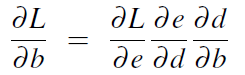 ∂L/∂b = ∂L/∂e ∂e/∂d ∂d/∂b